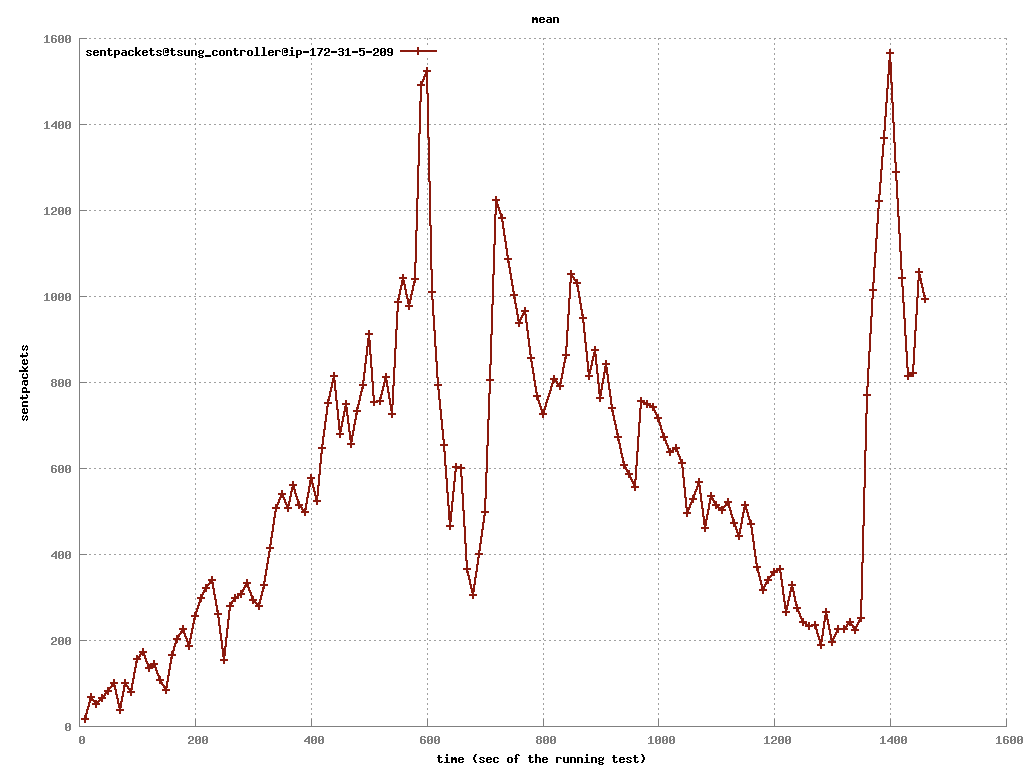 mean
sentpackets@tsung_controller@ip-172-31-5-209
1600
1400
1200
1000
800
600
400
200
0
sentpackets
0 200 400 600 800 1000 1200 1400 1600
time (sec of the running test)